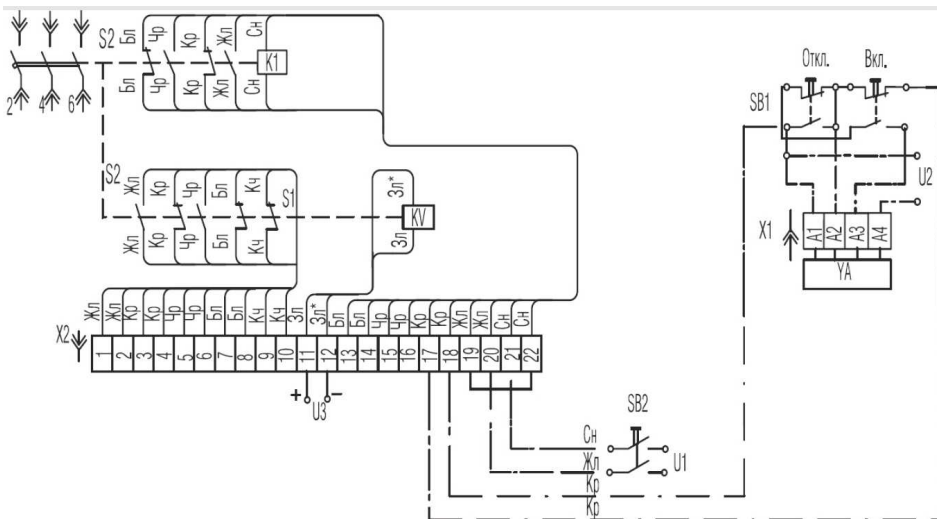 S2
Бл Чр Кр Жл Сн
K1
Бл Чр Кр Жл Сн
2 4 6
Откл. Вкл.
SB1
U2
S2
Жл Кр Чр Бл Кч
S1
Зл*
KV
Жл Кр Чр Бл Кч
Зл
X1
A1 A2 A3 A4
YA
Жл Жл Кр Кр Чр Чр Бл Бл Кч Кч Зл Зл* Бл Бл Чр Чр Кр Кр Жл Жл Сн Сн
X2
1 2 3 4 5 6 7 8 9 10 11 12 13 14 15 16 17 18 19 20 21 22
+ U3 -
SB2
Сн
Жл
U1
Кр
Кр